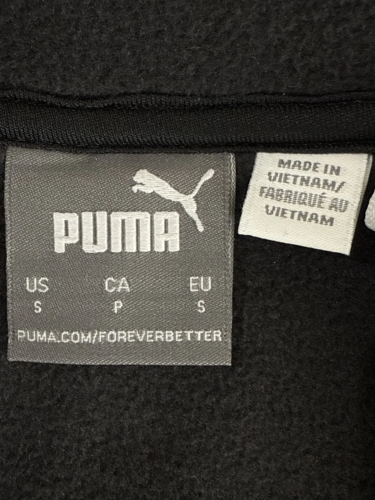 PUMA
US CA EU
S P S
PUMA.COM/FOREVERBETTER
MADE IN
VIETNAM/
FABRIQUÉ AU
VIETNAM